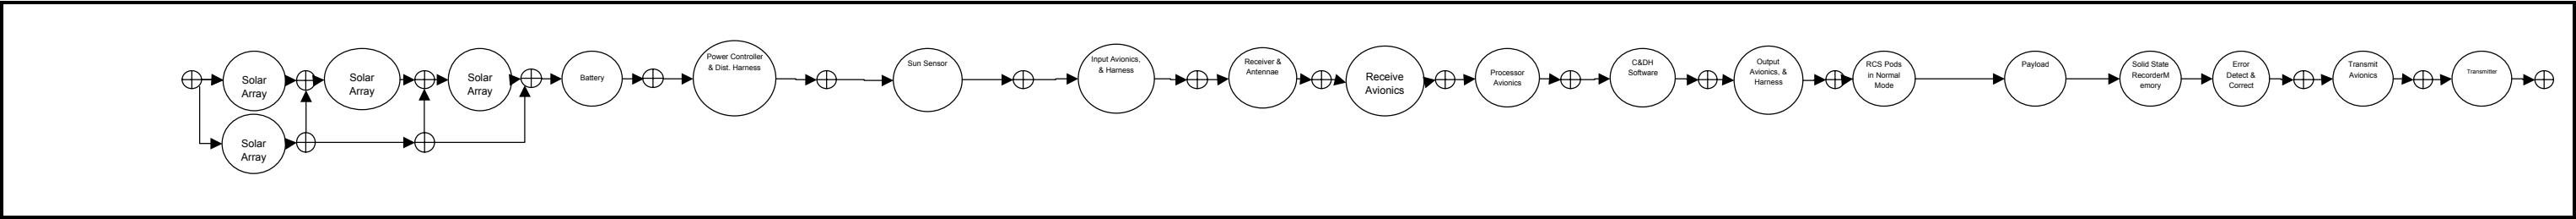 Solar
Array
Solar
Array
Solar
Array
Solar
Array
Battery
Power Controller
& Dist. Harness
Sun Sensor
Input Avionics,
& Harness
Receiver &
Antennae
Receive
Avionics
Processor
Avionics
C&DH
Software
Output
Avionics, &
Harness
RCS Pods
in Normal
Mode
Payload
Solid State
RecorderM
emory
Error
Detect &
Correct
Transmit
Avionics
Transmitter